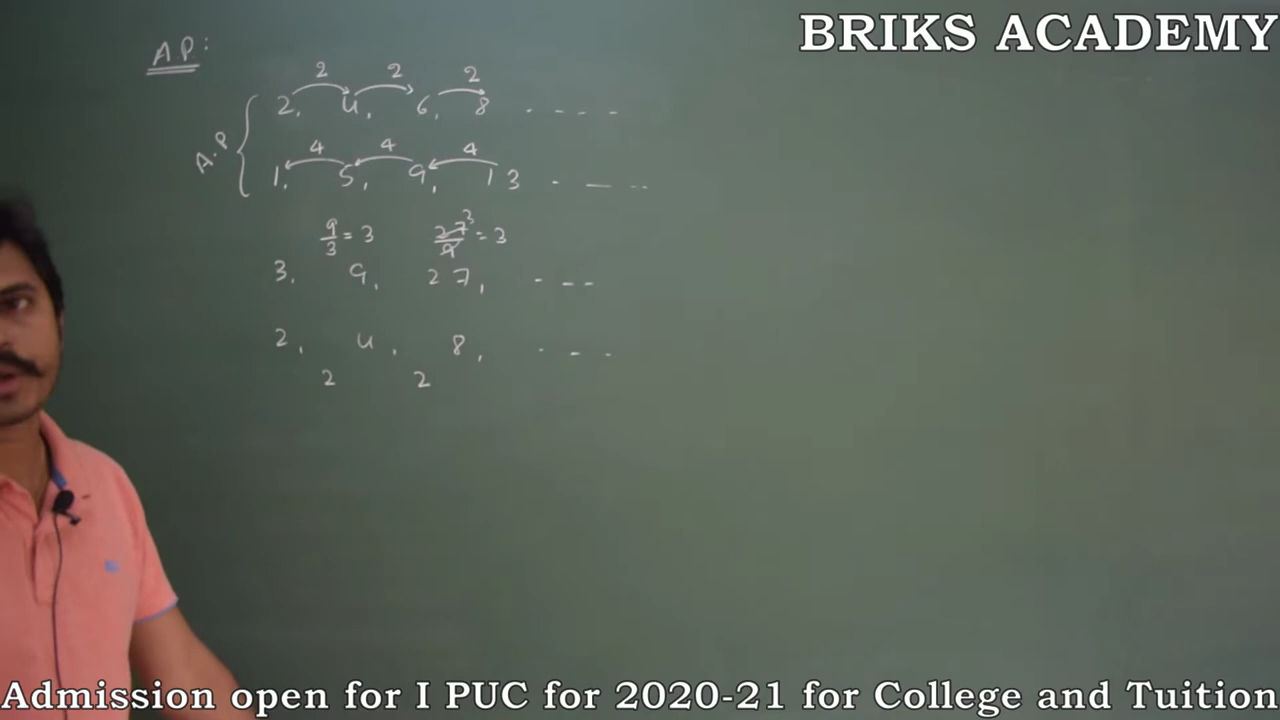 BRIKS ACADEMY
AP:
2 2 2
2, 4, 6, 8 - - - -
A.P
4 4 4
1, 5, 9, 13 - - - -
9/3 = 3 27/9 3 = 3
3, 9, 27, - - -
2, 4, 8, - - -
2 2
Admission open for I PUC for 2020-21 for College and Tuition